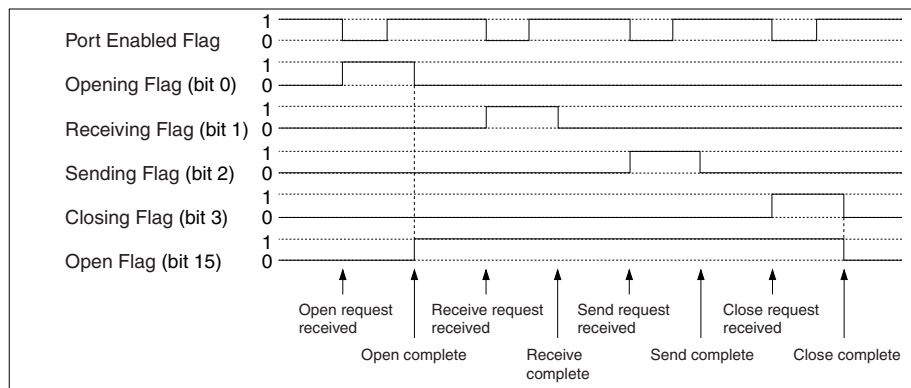 Port Enabled Flag
1
0
Opening Flag (bit 0)
1
0
Receiving Flag (bit 1)
1
0
Sending Flag (bit 2)
1
0
Closing Flag (bit 3)
1
0
Open Flag (bit 15)
1
0
Open request
received
Receive request
received
Send request
received
Close request
received
Open complete
Receive
complete
Send complete
Close complete